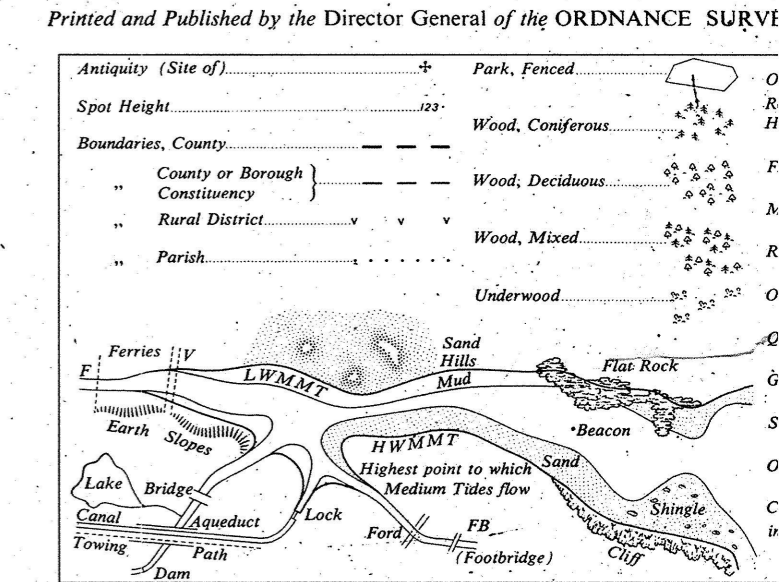 Printed and Published by the Director General of the ORDNANCE SURVE
Antiquity (Site of)
Spot Height 123
Boundaries, County
„ County or Borough
Constituency
„ Rural District v v v
„ Parish
Park, Fenced
Wood, Coniferous
Wood, Deciduous
Wood, Mixed
Underwood
Ferries
F
V
LWMMT
Sand
Hills
Mud
Flat Rock
Earth Slopes
HWMMT
Beacon
Highest point to which
Medium Tides flow
Sand
Shingle
Lake
Bridge
Canal
Aqueduct
Lock
Ford
FB
(Footbridge)
Cliff
Towing Path
Dam